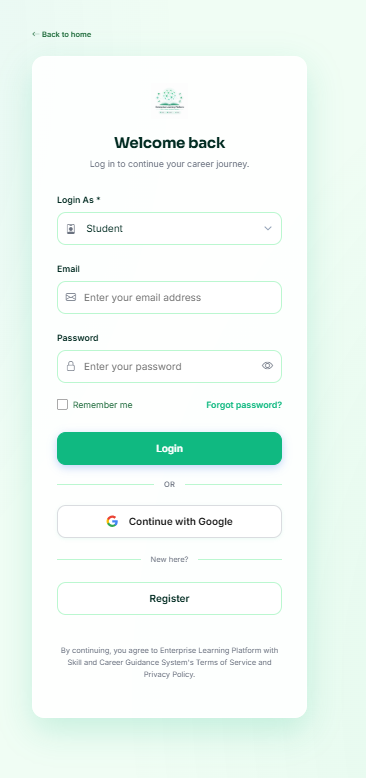 Back to home
Welcome back
Log in to continue your career journey.
Login As *
Student
Email
Enter your email address
Password
Enter your password
Remember me
Forgot password?
Login
OR
Continue with Google
New here?
Register
By continuing, you agree to Enterprise Learning Platform with
Skill and Career Guidance System's Terms of Service and
Privacy Policy.